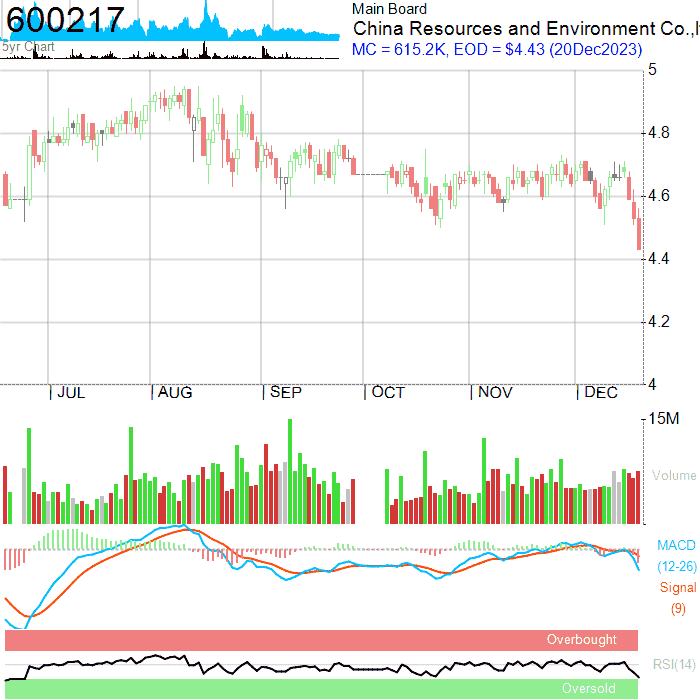 600217
5yr Chart
Main Board
China Resources and Environment Co.,l
MC = 615.2K, EOD = $4.43 (20Dec2023)
5
4.8
4.6
4.4
4.2
4
| JUL | AUG | SEP | OCT | NOV | DEC
15M
Volume
MACD
(12-26)
Signal
(9)
Overbought
RSI(14)
Oversold